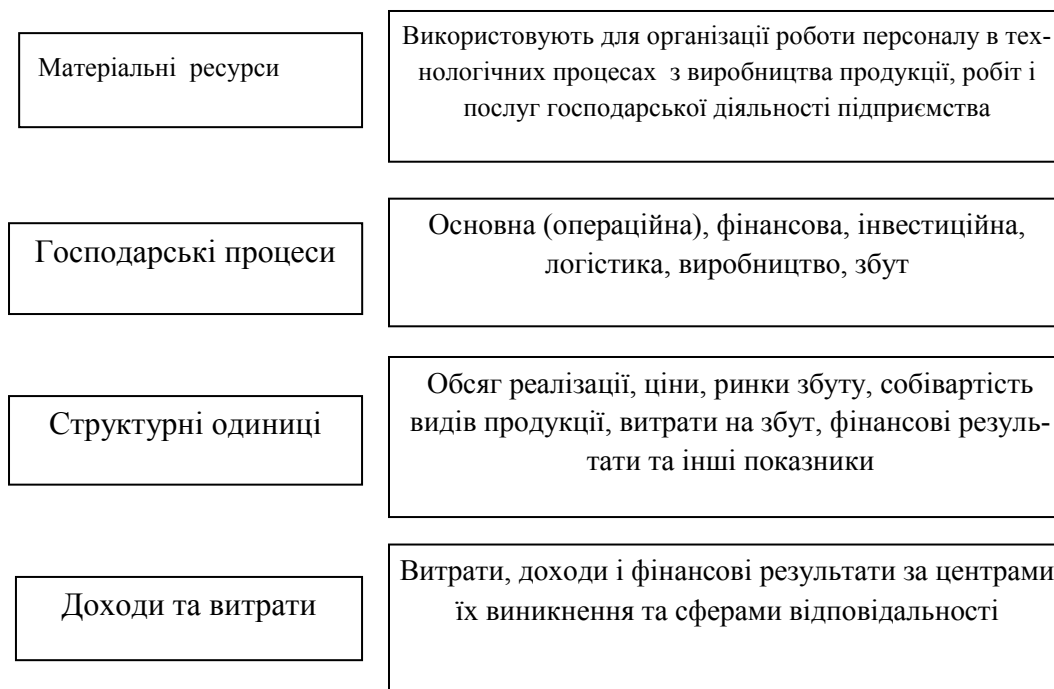 Матеріальні ресурси
Використовують для організації роботи персоналу в тех-
нологічних процесах з виробництва продукції, робіт і
послуг господарської діяльності підприємства
Господарські процеси
Основна (операційна), фінансова, інвестиційна,
логістика, виробництво, збут
Структурні одиниці
Обсяг реалізації, ціни, ринки збуту, собівартість
видів продукції, витрати на збут, фінансові резуль-
тати та інші показники
Доходи та витрати
Витрати, доходи і фінансові результати за центрами
їх виникнення та сферами відповідальності